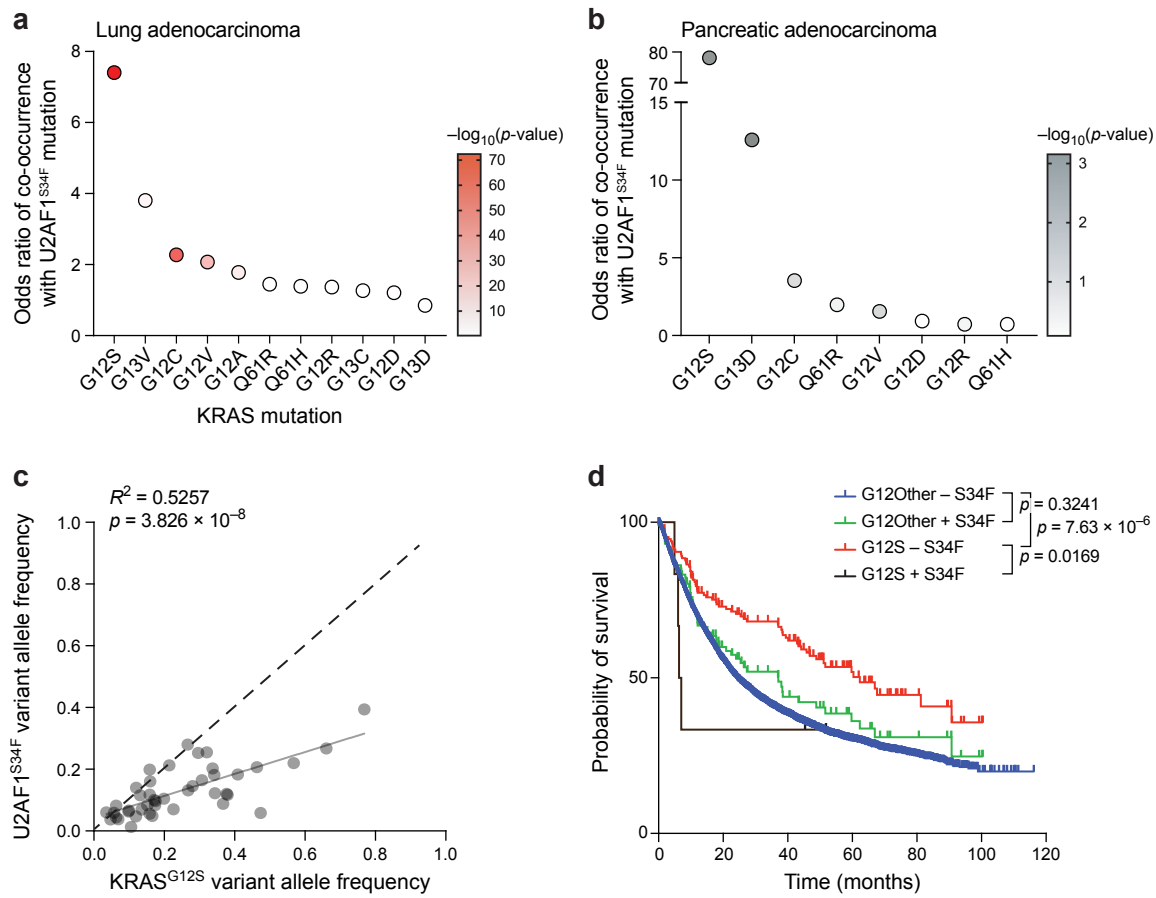 a
Lung adenocarcinoma
Odds ratio of co-occurrence
with U2AF1S34F mutation
8
6
4
2
0
G12S
G13V
G12C
G12V
G12A
Q61R
Q61H
G12R
G13C
G12D
G13D
KRAS mutation
–log10(p-value)
70
60
50
40
30
20
10
b
Pancreatic adenocarcinoma
Odds ratio of co-occurrence
with U2AF1S34F mutation
80
70
15
10
5
0
G12S
G13D
G12C
Q61R
G12V
G12D
G12R
Q61H
–log10(p-value)
3
2
1
c
R2 = 0.5257
p = 3.826 × 10–8
U2AF1S34F variant allele frequency
1.0
0.8
0.6
0.4
0.2
0.0
0.0
0.2
0.4
0.6
0.8
1.0
KRASG12S variant allele frequency
d
G12Other – S34F
G12Other + S34F
G12S – S34F
G12S + S34F
p = 0.3241
p = 7.63 × 10–6
p = 0.0169
Probability of survival
100
50
0
0
20
40
60
80
100
120
Time (months)